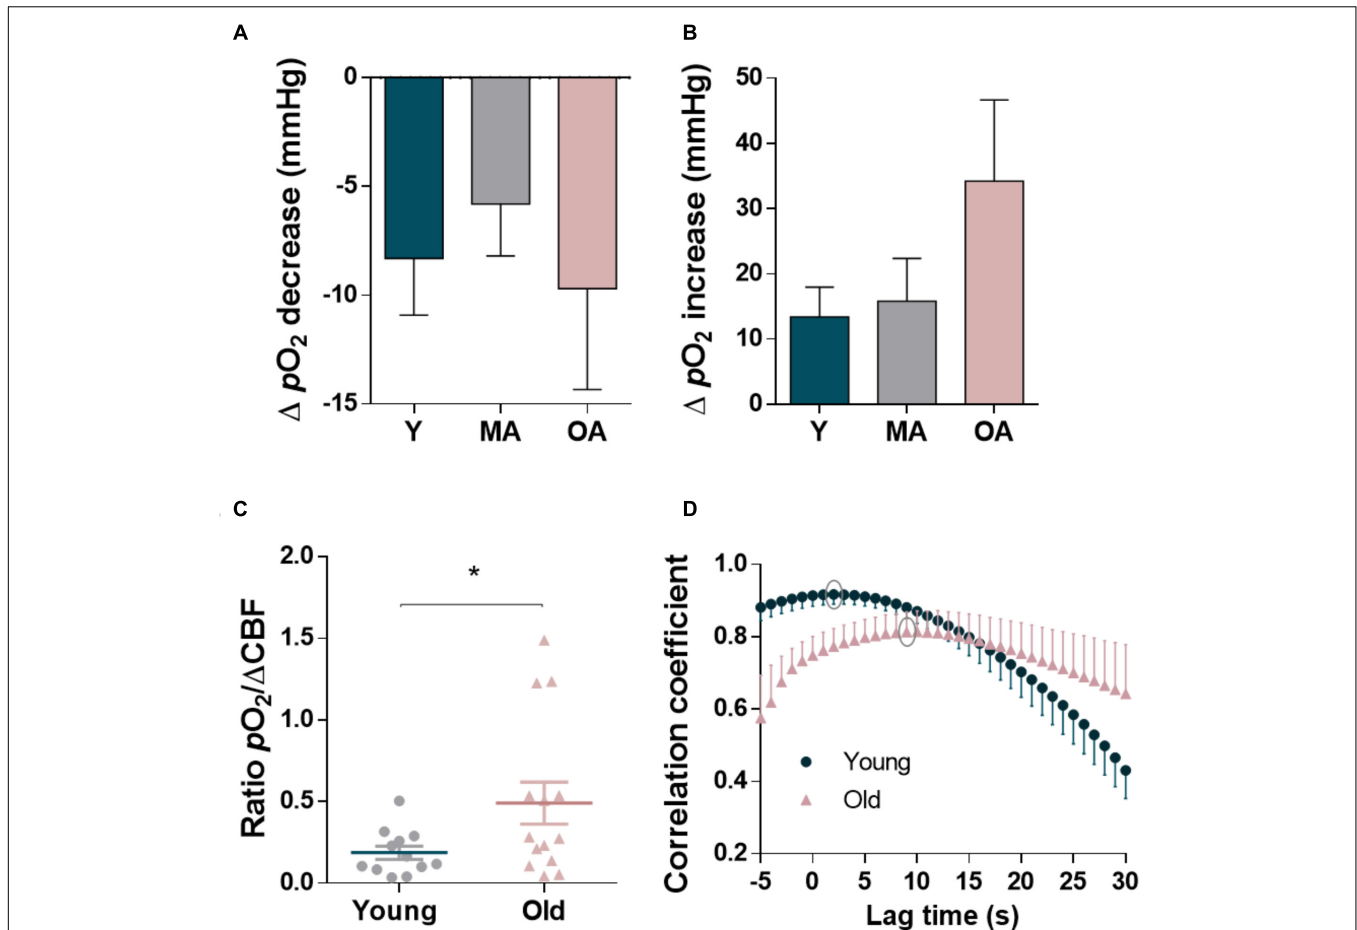 A
Δ pO2 decrease (mmHg)
0
-5
-10
-15
Y MA OA
B
Δ pO2 increase (mmHg)
50
40
30
20
10
0
Y MA OA
C
Ratio pO2/ΔCBF
2.0
1.5
1.0
0.5
0.0
*
Young Old
D
Correlation coefficient
1.0
0.8
0.6
0.4
0.2
Young
Old
-5 0 5 10 15 20 25 30
Lag time (s)